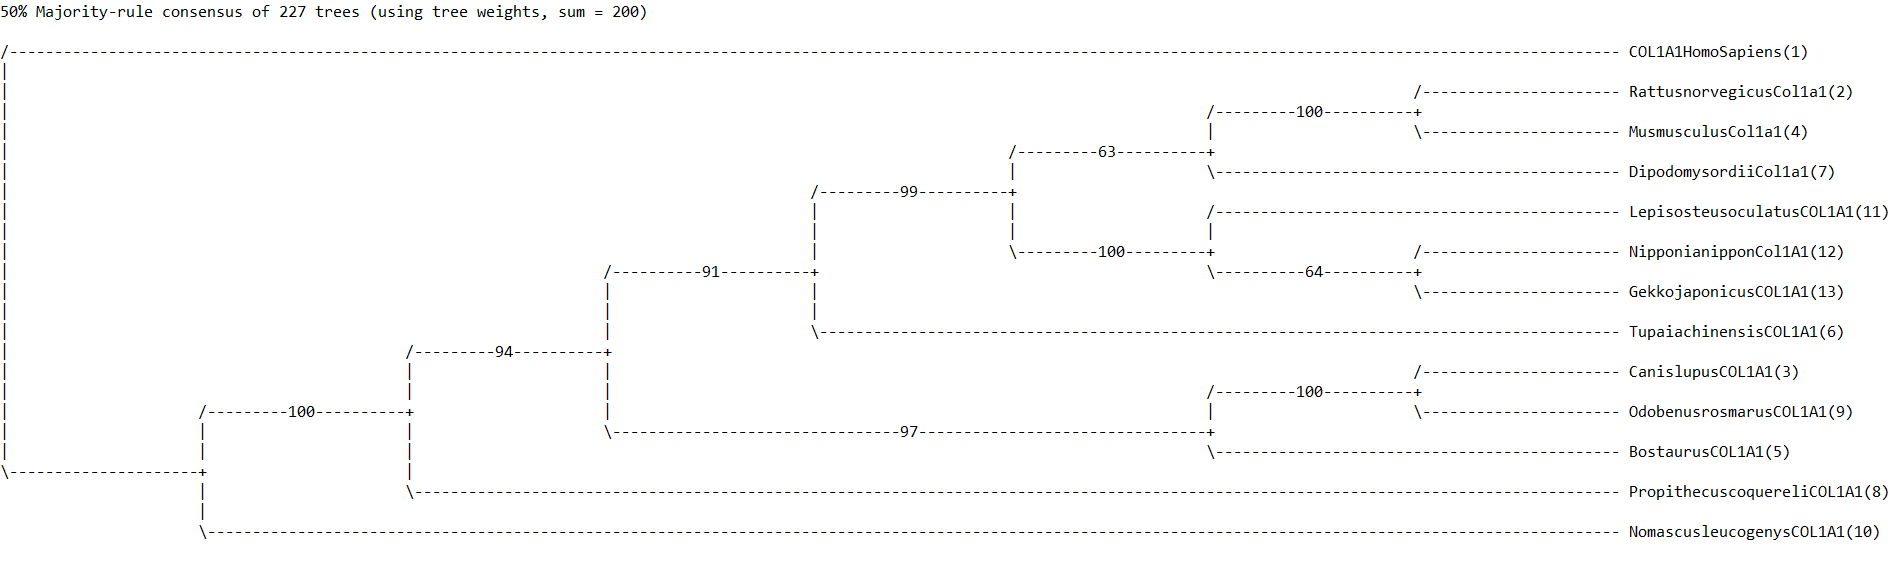 50% Majority-rule consensus of 227 trees (using tree weights, sum = 200)
COL1A1HomoSapiens(1)
RattusnorvegicusCol1a1(2)
100
MusmusculusCol1a1(4)
63
DipodomysordiiCol1a1(7)
99
LepisosteusoculatusCOL1A1(11)
100
NipponianipponCol1A1(12)
91
64
GekkojaponicusCOL1A1(13)
TupaiachinensisCOL1A1(6)
94
CanislupusCOL1A1(3)
100
100
OdobenusrosmarusCOL1A1(9)
97
BostaurusCOL1A1(5)
PropithecuscoquereliCOL1A1(8)
NomascusleucogenysCOL1A1(10)